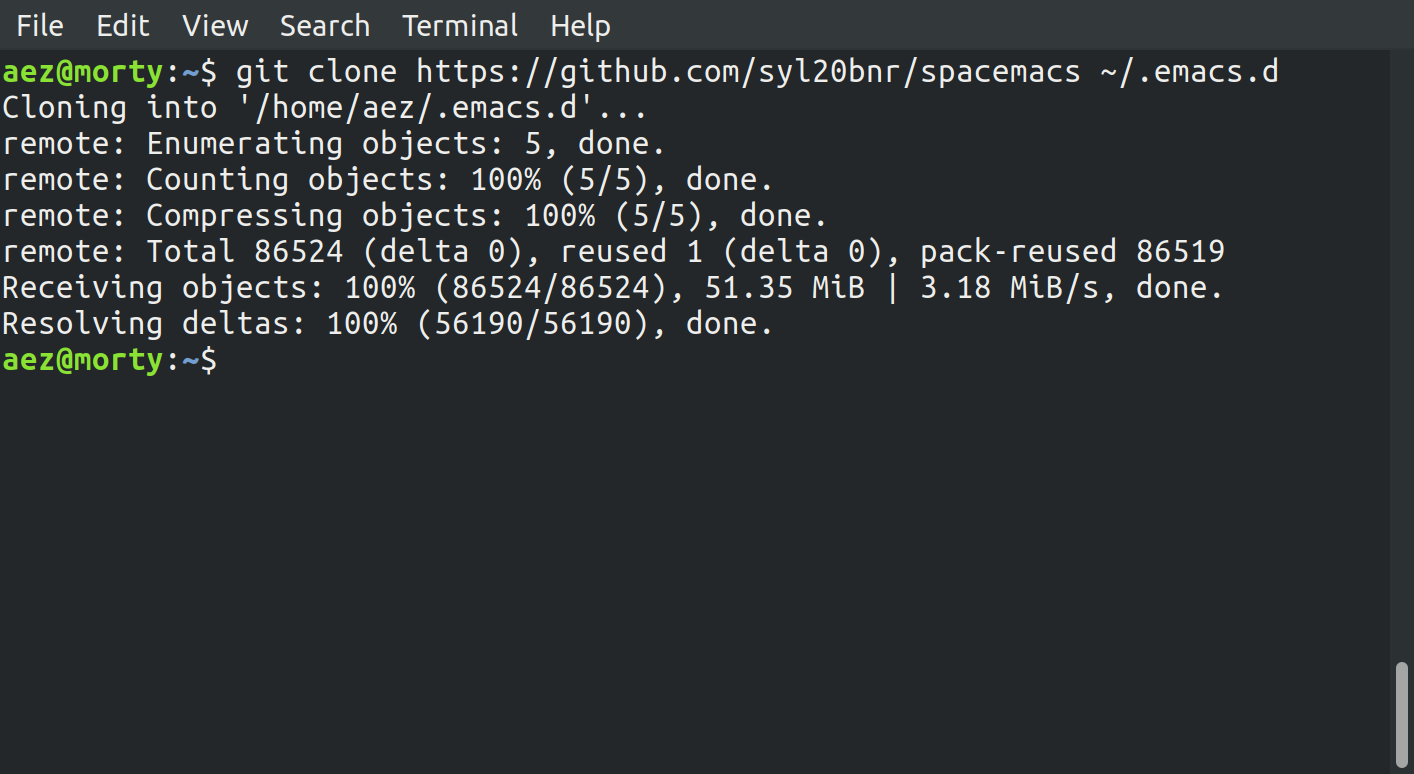 File Edit View Search Terminal Help
aez@morty:~$ git clone https://github.com/syl20bnr/spacemacs ~/.emacs.d
Cloning into '/home/aez/.emacs.d'...
remote: Enumerating objects: 5, done.
remote: Counting objects: 100% (5/5), done.
remote: Compressing objects: 100% (5/5), done.
remote: Total 86524 (delta 0), reused 1 (delta 0), pack-reused 86519
Receiving objects: 100% (86524/86524), 51.35 MiB | 3.18 MiB/s, done.
Resolving deltas: 100% (56190/56190), done.
aez@morty:~$